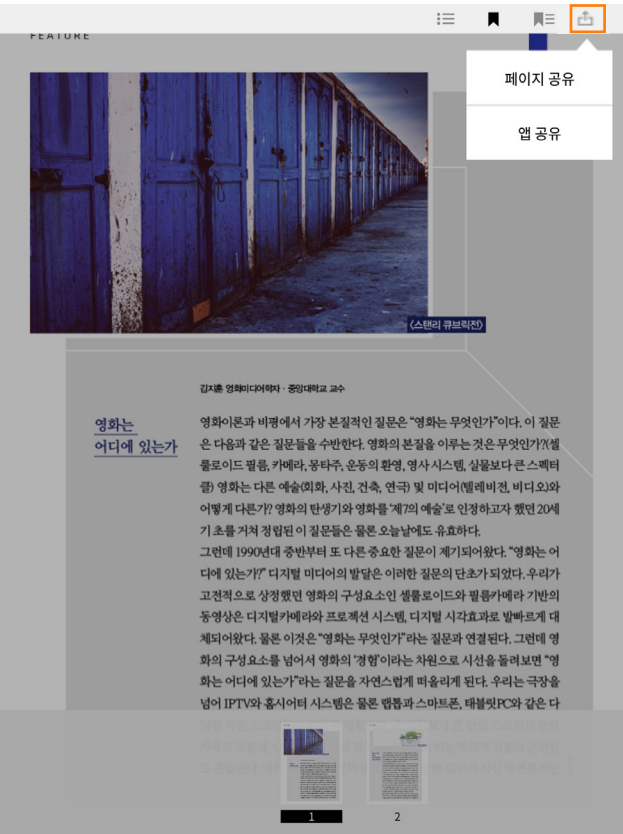 FEATURE
페이지 공유
앱 공유
〈스탠리 큐브릭전〉
김지훈 영화미디어학자 · 중앙대학교 교수
영화는
어디에 있는가
영화이론과 비평에서 가장 본질적인 질문은 “영화는 무엇인가”이다. 이 질문
은 다음과 같은 질문들을 수반한다. 영화의 본질을 이루는 것은 무엇인가?(셀
룰로이드 필름, 카메라, 몽타주, 운동의 환영, 영사 시스템, 실물보다 큰 스펙터
클) 영화는 다른 예술(회화, 사진, 건축, 연극) 및 미디어(텔레비전, 비디오)와
어떻게 다른가? 영화의 탄생기와 영화를 ‘제7의 예술’로 인정하고자 했던 20세
기 초를 거쳐 정립된 이 질문들은 물론 오늘날에도 유효하다.
그런데 1990년대 중반부터 또 다른 중요한 질문이 제기되어왔다. “영화는 어
디에 있는가?” 디지털 미디어의 발달은 이러한 질문의 단초가 되었다. 우리가
고전적으로 상정했던 영화의 구성요소인 셀룰로이드와 필름카메라 기반의
동영상은 디지털카메라와 프로젝션 시스템, 디지털 시각효과로 발빠르게 대
체되어왔다. 물론 이것은 “영화는 무엇인가”라는 질문과 연결된다. 그런데 영
화의 구성요소를 넘어서 영화의 ‘경험’이라는 차원으로 시선을 돌려보면 “영
화는 어디에 있는가”라는 질문을 자연스럽게 떠올리게 된다. 우리는 극장을
넘어 IPTV와 홈시어터 시스템은 물론 랩톱과 스마트폰, 태블릿PC와 같은 다
1
2